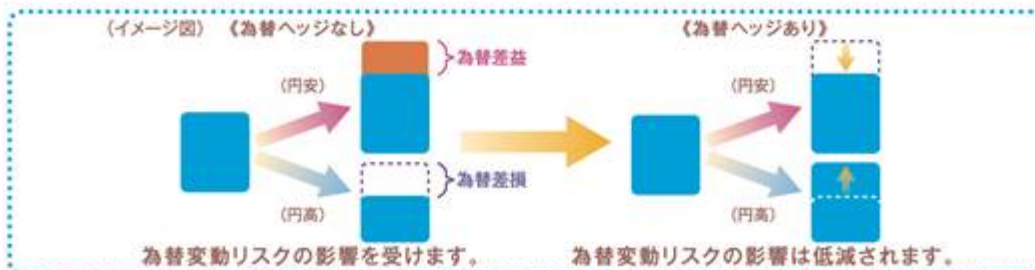 （イメージ図） 《為替ヘッジなし》
《為替ヘッジあり》
為替差益
（円安）
（円安）
為替差損
（円高）
（円高）
為替変動リスクの影響を受けます。
為替変動リスクの影響は低減されます。